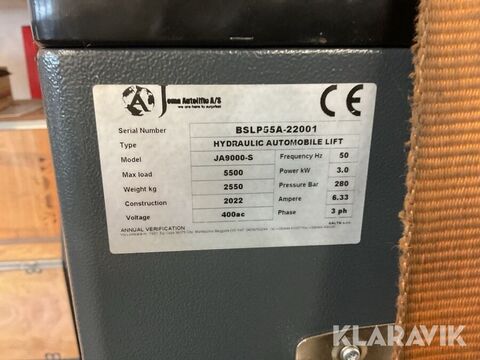 Joma Autolifte A/S
we are here to surprise!
CE
Serial Number BSLP55A-22001
Type HYDRAULIC AUTOMOBILE LIFT
Model JA9000-S Frequency Hz 50
Max load 5500 Power kW 3.0
Weight kg 2550 Pressure Bar 280
Construction 2022 Ampere 6.33
Voltage 400ac Phase 3 ph
ANNUAL VERIFICATION
KLARAVIK